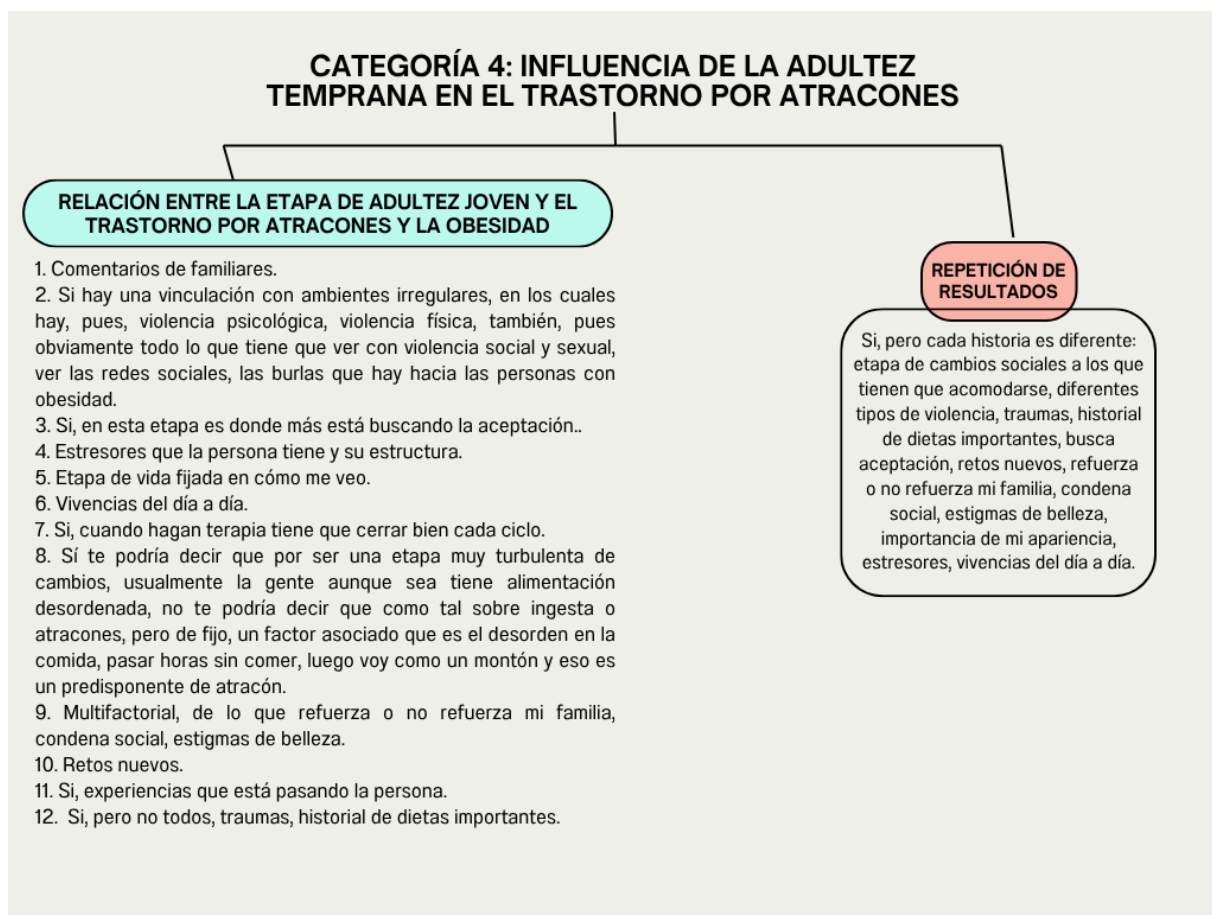 CATEGORÍA 4: INFLUENCIA DE LA ADULTEZ
TEMPRANA EN EL TRASTORNO POR ATRACONES
RELACIÓN ENTRE LA ETAPA DE ADULTEZ JOVEN Y EL
TRASTORNO POR ATRACONES Y LA OBESIDAD
1. Comentarios de familiares.
2. Si hay una vinculación con ambientes irregulares, en los cuales
hay, pues, violencia psicológica, violencia física, también, pues
obviamente todo lo que tiene que ver con violencia social y sexual,
ver las redes sociales, las burlas que hay hacia las personas con
obesidad.
3. Si, en esta etapa es donde más está buscando la aceptación..
4. Estresores que la persona tiene y su estructura.
5. Etapa de vida fijada en cómo me veo.
6. Vivencias del día a día.
7. Si, cuando hagan terapia tiene que cerrar bien cada ciclo.
8. Sí te podría decir que por ser una etapa muy turbulenta de
cambios, usualmente la gente aunque sea tiene alimentación
desordenada, no te podría decir que como tal sobre ingesta o
atracones, pero de fijo, un factor asociado que es el desorden en la
comida, pasar horas sin comer, luego voy como un montón y eso es
un predisponente de atracón.
9. Multifactorial, de lo que refuerza o no refuerza mi familia,
condena social, estigmas de belleza.
10. Retos nuevos.
11. Si, experiencias que está pasando la persona.
12. Si, pero no todos, traumas, historial de dietas importantes.
REPETICIÓN DE
RESULTADOS
Si, pero cada historia es diferente:
etapa de cambios sociales a los que
tienen que acomodarse, diferentes
tipos de violencia, traumas, historial
de dietas importantes, busca
aceptación, retos nuevos, refuerza
o no refuerza mi familia, condena
social, estigmas de belleza,
importancia de mi apariencia,
estresores, vivencias del día a día.